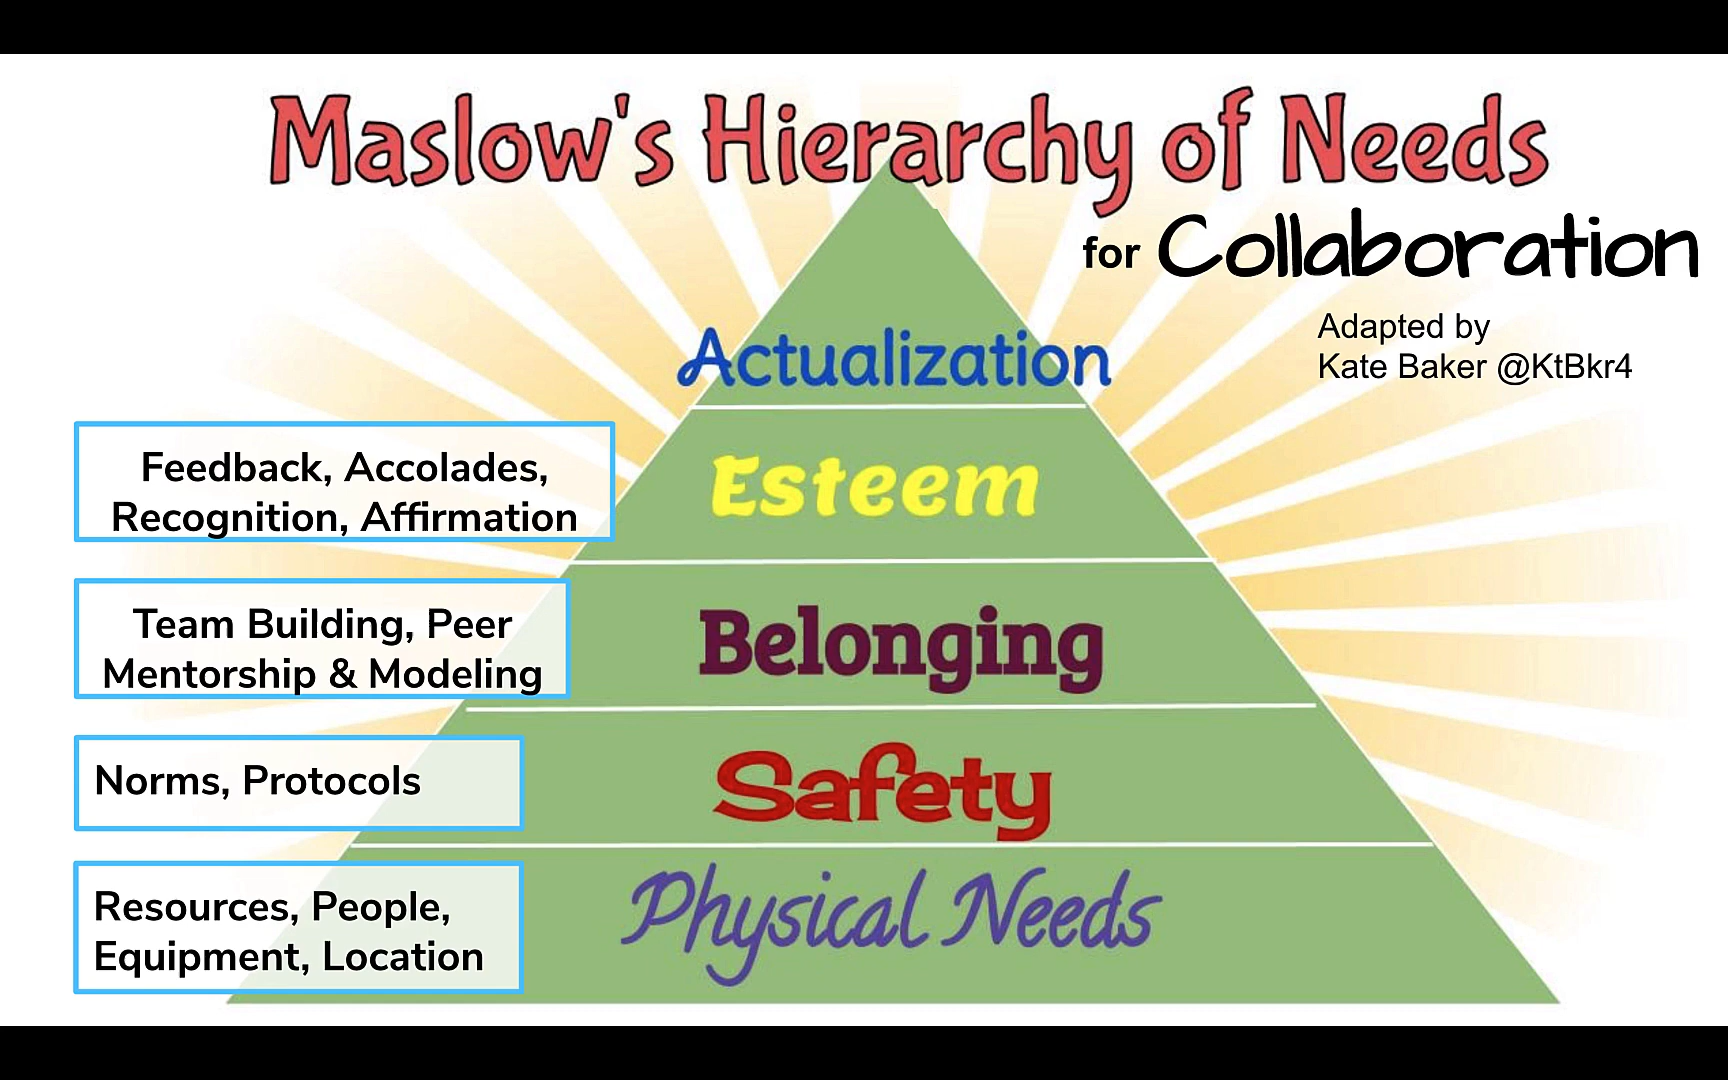 Maslow's Hierarchy of Needs
for Collaboration
Adapted by
Kate Baker @KtBkr4
Actualization
Feedback, Accolades,
Recognition, Affirmation
Esteem
Team Building, Peer
Mentorship & Modeling
Belonging
Norms, Protocols
Safety
Resources, People,
Equipment, Location
Physical Needs